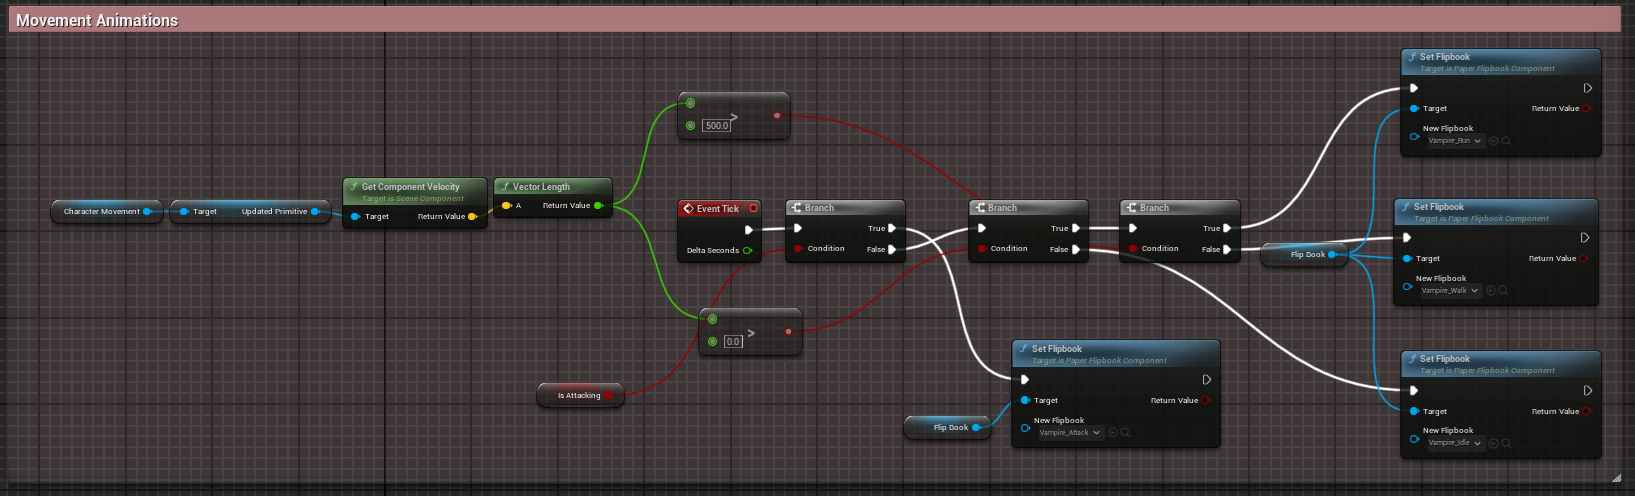 Movement Animations
Character Movement
Target Updated Primitive
Get Component Velocity
Target is Scene Component
Target Return Value
Vector Length
A Return Value
>
500.0
Event Tick
Delta Seconds
Branch
True
Condition False
Branch
True
Condition False
Branch
True
Condition False
>
0.0
Is Attacking
Flip Book
Set Flipbook
Target is Paper Flipbook Component
Target Return Value
New Flipbook
Vampire_Attack
Flip Book
Set Flipbook
Target is Paper Flipbook Component
Target Return Value
New Flipbook
Vampire_Run
Set Flipbook
Target is Paper Flipbook Component
Target Return Value
New Flipbook
Vampire_Walk
Set Flipbook
Target is Paper Flipbook Component
Target Return Value
New Flipbook
Vampire_Idle